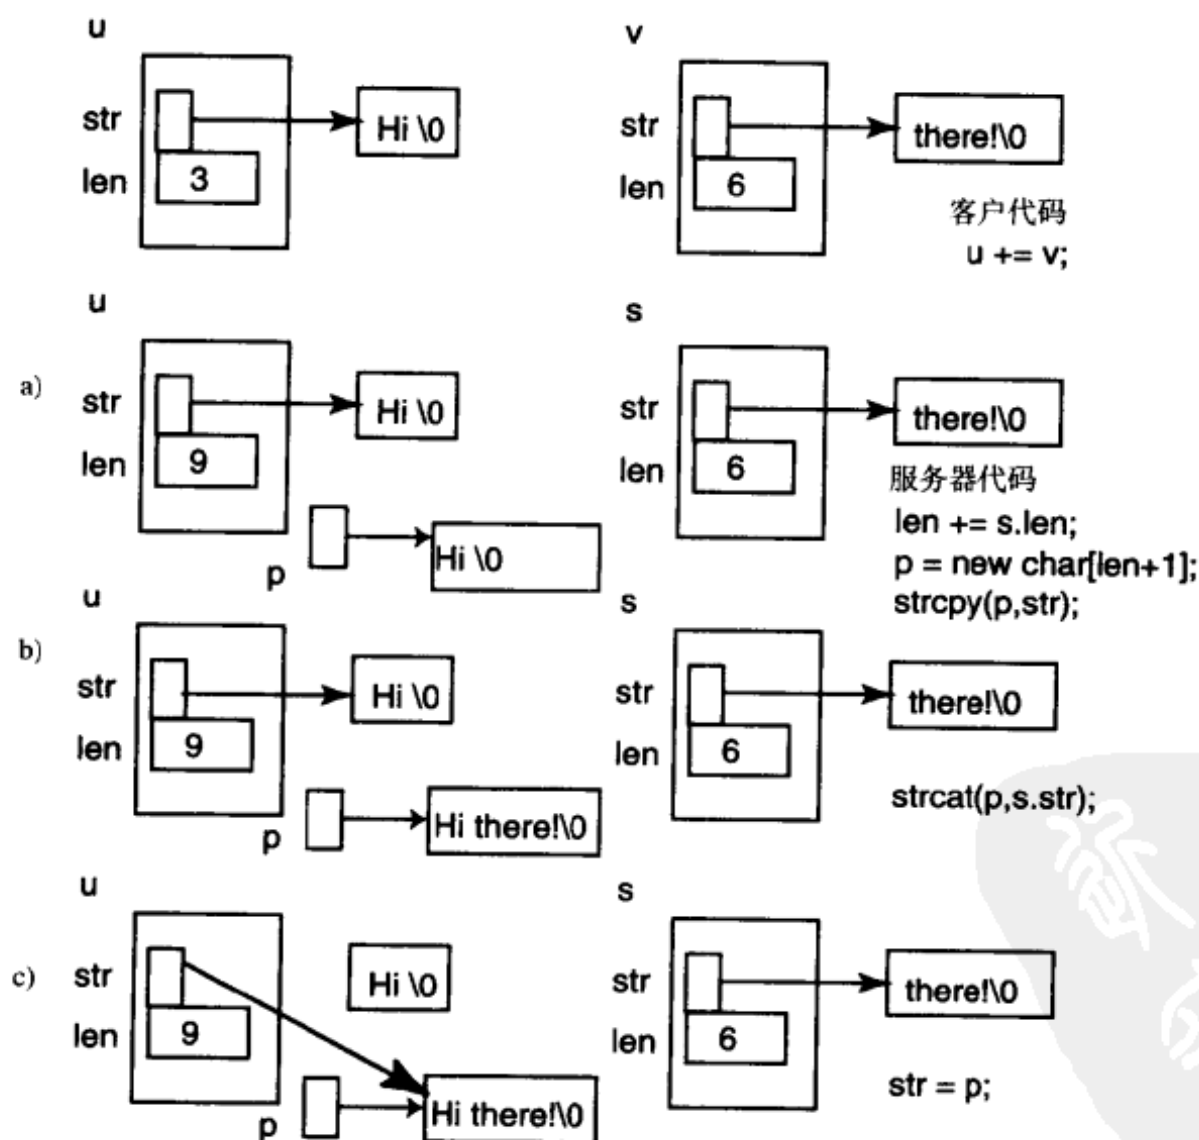 u
v
str
Hi \0
len
3
str
there!\0
len
6
客户代码
u += v;
u
s
a)
str
Hi \0
len
9
p
Hi \0
str
there!\0
len
6
服务器代码
len += s.len;
p = new char[len+1];
strcpy(p,str);
u
s
b)
str
Hi \0
len
9
p
Hi there!\0
str
there!\0
len
6
strcat(p,s.str);
u
s
c)
str
Hi \0
len
9
p
Hi there!\0
str
there!\0
len
6
str = p;